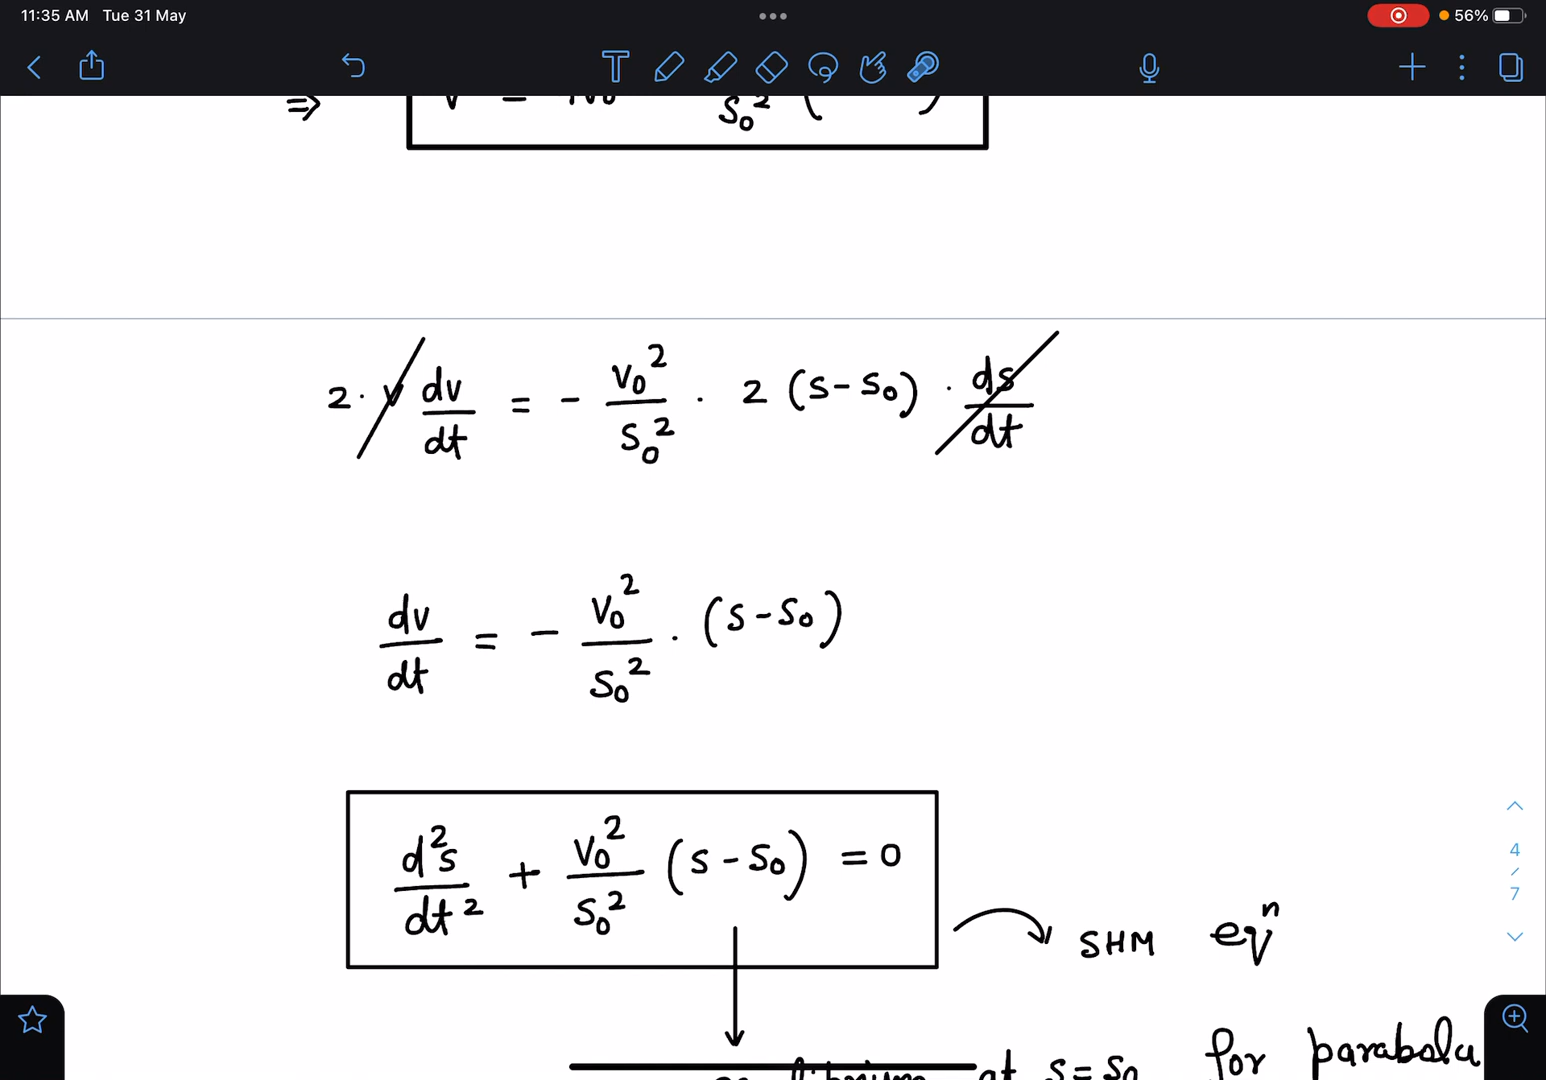 11:35 AM Tue 31 May
56%
T
⇒ S₀² ( )
2 · v dv/dt = - v₀²/S₀² · 2 (s - s₀) · ds/dt
dv/dt = - v₀²/S₀² · (s - s₀)
d²s/dt² + v₀²/S₀² (s - s₀) = 0
SHM eqⁿ
at s = s₀ for parabola
4
/
7